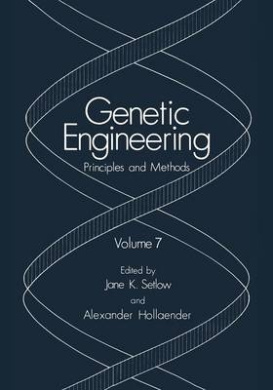 Genetic
Engineering
Principles and Methods
Volume 7
Edited by
Jane K. Setlow
and
Alexander Hollaender